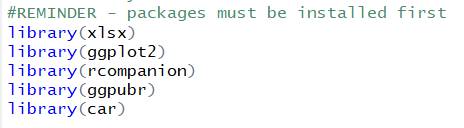 #REMINDER - packages must be installed first
library(xlsx)
library(ggplot2)
library(rcompanion)
library(ggpubr)
library(car)